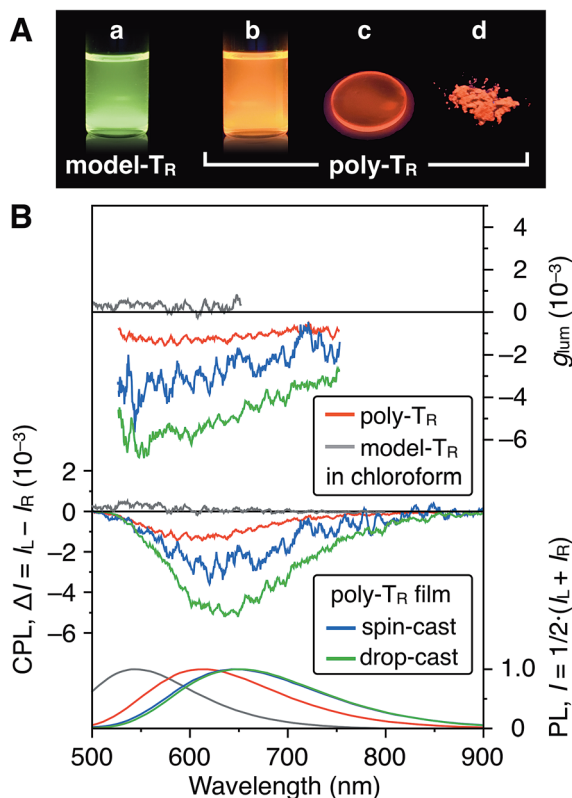 A
a b c d
model-TR
poly-TR
B
4
2
0
−2
−4
−6
glum (10⁻³)
poly-TR
model-TR
in chloroform
2
0
−2
−4
−6
CPL, ΔI = IL − IR (10⁻³)
poly-TR film
spin-cast
drop-cast
1.0
0
PL, I = 1/2·(IL + IR)
500 600 700 800 900
Wavelength (nm)